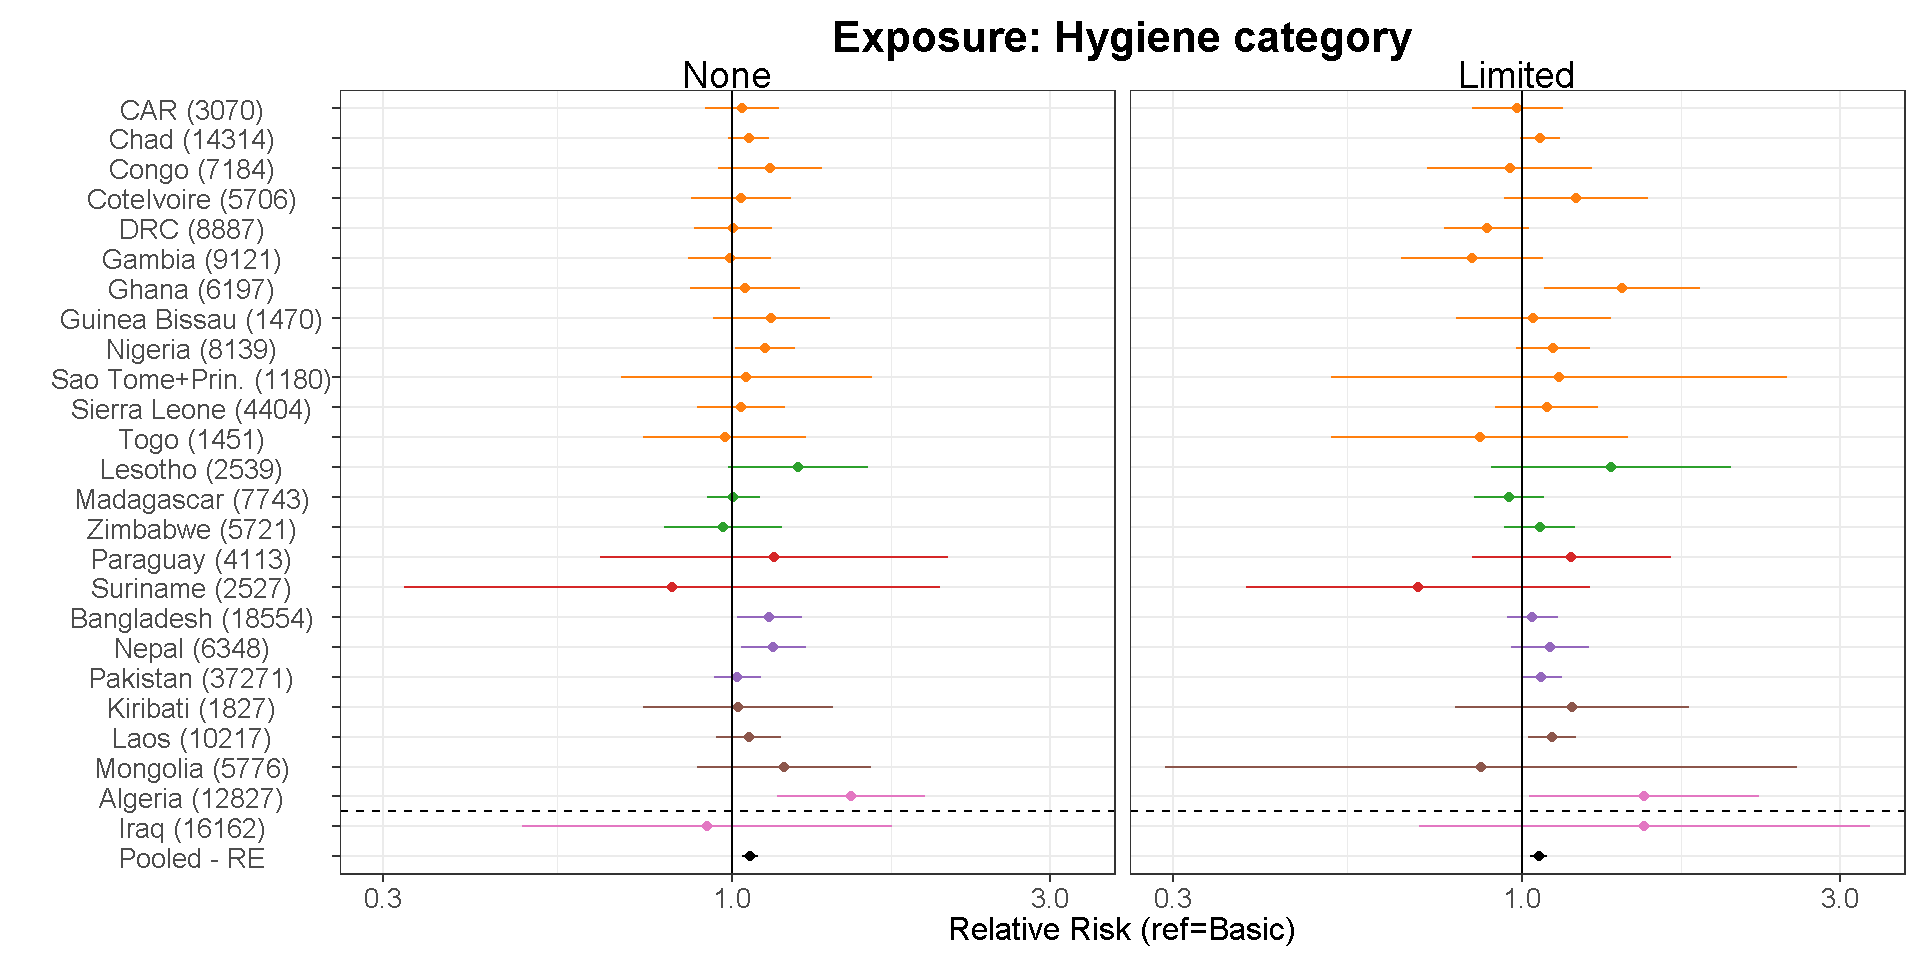 Exposure: Hygiene category
None
Limited
CAR (3070)
Chad (14314)
Congo (7184)
CoteIvoire (5706)
DRC (8887)
Gambia (9121)
Ghana (6197)
Guinea Bissau (1470)
Nigeria (8139)
Sao Tome+Prin. (1180)
Sierra Leone (4404)
Togo (1451)
Lesotho (2539)
Madagascar (7743)
Zimbabwe (5721)
Paraguay (4113)
Suriname (2527)
Bangladesh (18554)
Nepal (6348)
Pakistan (37271)
Kiribati (1827)
Laos (10217)
Mongolia (5776)
Algeria (12827)
Iraq (16162)
Pooled - RE
0.3 1.0 3.0 0.3 1.0 3.0
Relative Risk (ref=Basic)